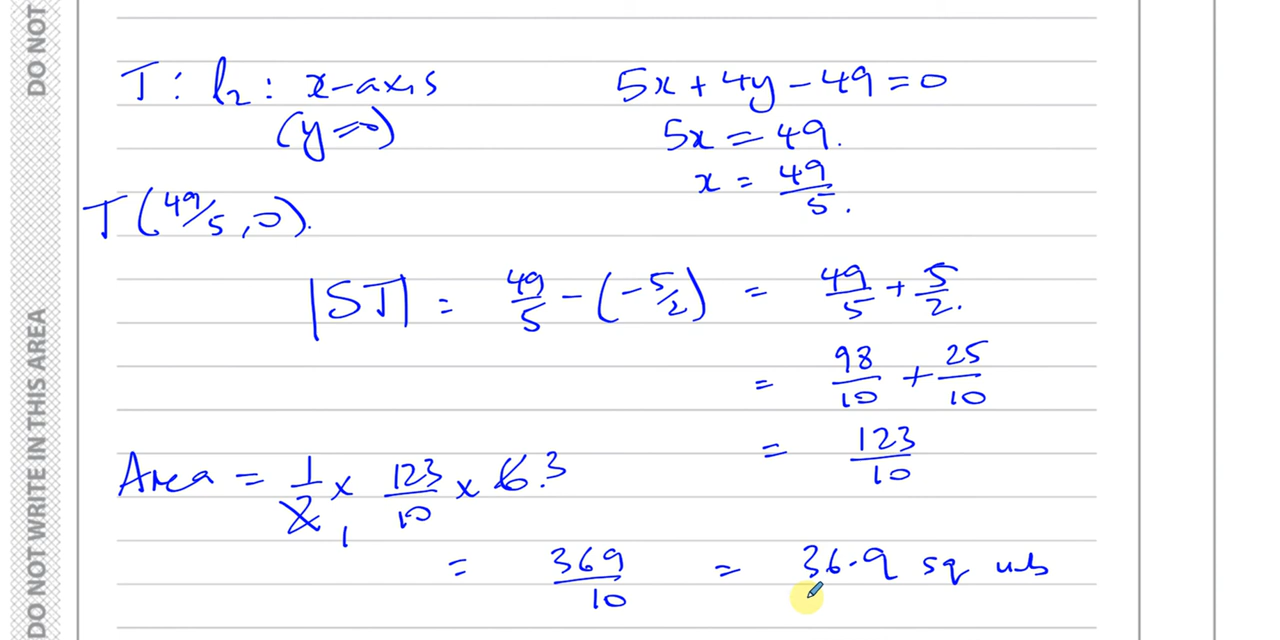 DO NOT
DO NOT WRITE IN THIS AREA
T : l₂ : x-axis
(y=0)
5x + 4y - 49 = 0
5x = 49.
x = 49/5.
T (49/5, 0).
|ST| = 49/5 - (-5/2) = 49/5 + 5/2.
= 98/10 + 25/10
= 123/10
Area = 1/2 1 × 123/10 × 6 3
= 369/10 = 36.9 sq